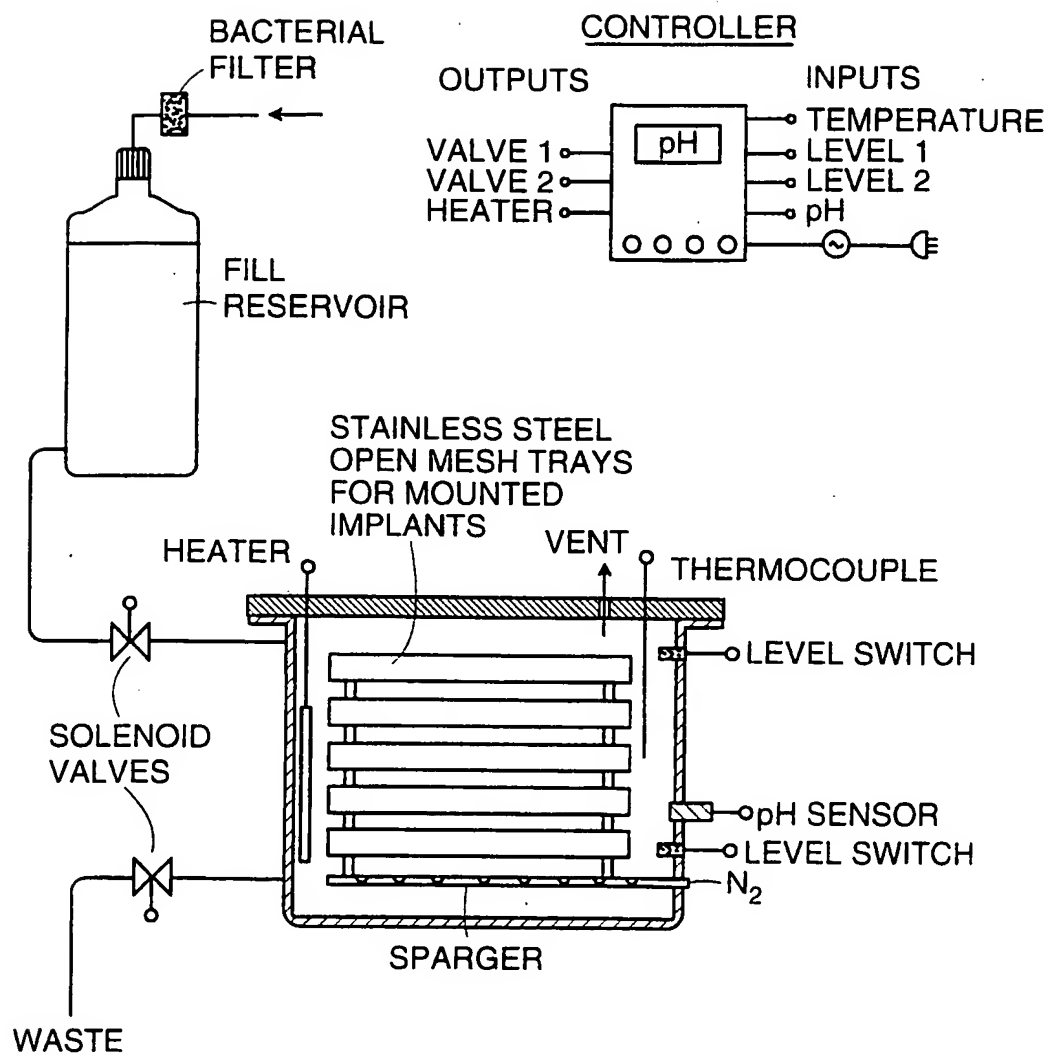 BACTERIAL
FILTER
CONTROLLER
OUTPUTS
INPUTS
pH
VALVE 1
VALVE 2
HEATER
TEMPERATURE
LEVEL 1
LEVEL 2
pH
FILL
RESERVOIR
STAINLESS STEEL
OPEN MESH TRAYS
FOR MOUNTED
IMPLANTS
HEATER
VENT
THERMOCOUPLE
LEVEL SWITCH
SOLENOID
VALVES
pH SENSOR
LEVEL SWITCH
N2
SPARGER
WASTE